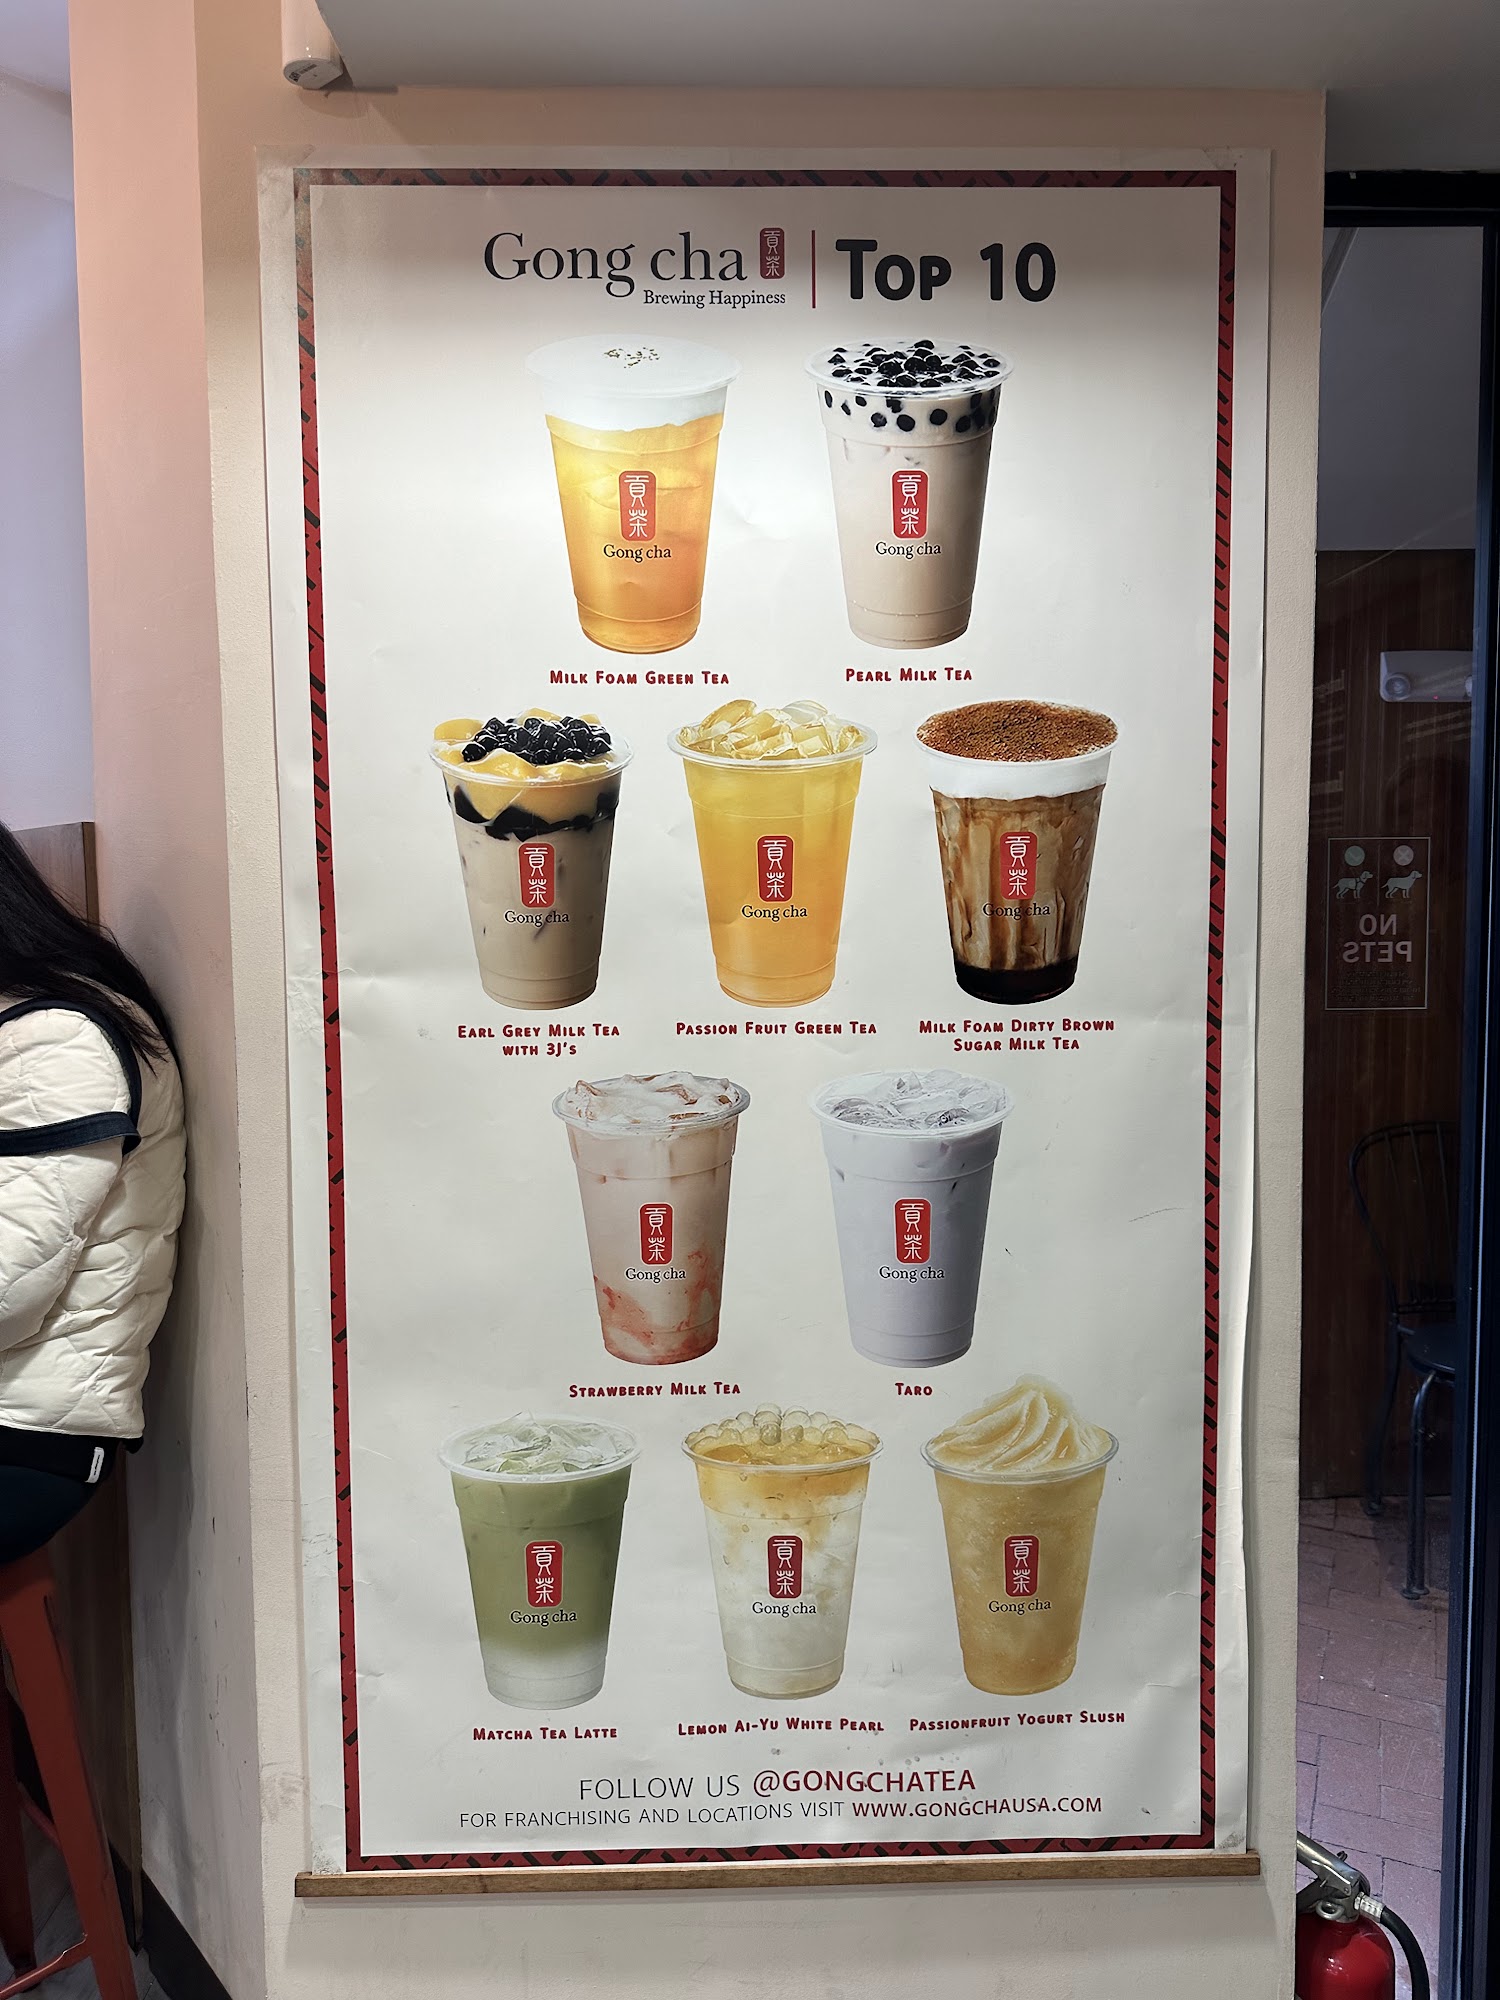 Gong cha 貢茶 | Top 10
Brewing Happiness
貢茶
Gong cha
貢茶
Gong cha
Milk Foam Green Tea
Pearl Milk Tea
貢茶
Gong cha
貢茶
Gong cha
貢茶
Gong cha
Earl Grey Milk Tea
with 3J's
Passion Fruit Green Tea
Milk Foam Dirty Brown
Sugar Milk Tea
貢茶
Gong cha
貢茶
Gong cha
Strawberry Milk Tea
Taro
貢茶
Gong cha
貢茶
Gong cha
貢茶
Gong cha
Matcha Tea Latte
Lemon Ai-Yu White Pearl
Passionfruit Yogurt Slush
FOLLOW US @GONGCHATEA
FOR FRANCHISING AND LOCATIONS VISIT WWW.GONGCHAUSA.COM
NO
PETS